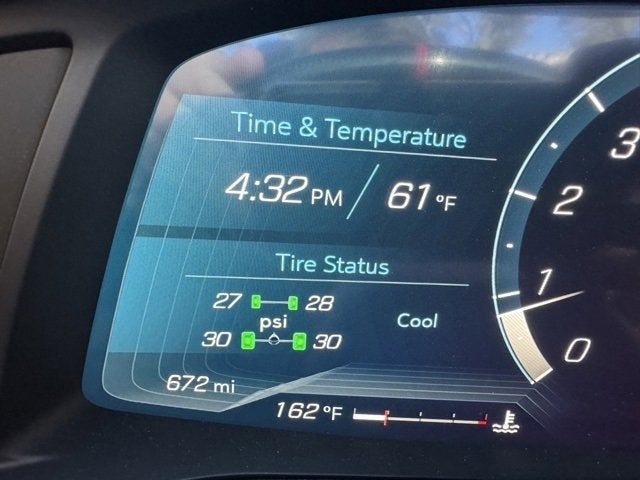 Time & Temperature
4:32 PM / 61 °F
Tire Status
27 28
psi
Cool
30 30
672 mi
162 °F
3
2
1
0